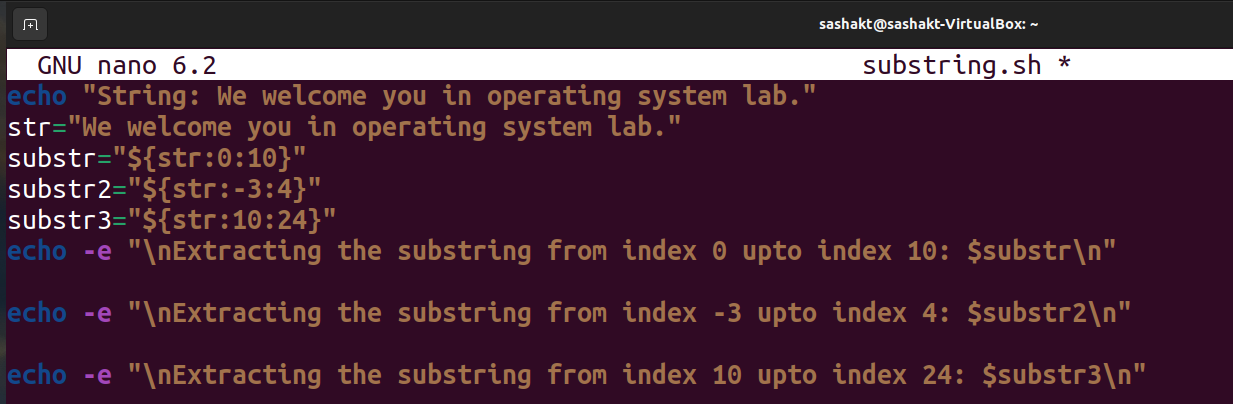 sashakt@sashakt-VirtualBox: ~
GNU nano 6.2 substring.sh *
echo "String: We welcome you in operating system lab."
str="We welcome you in operating system lab."
substr="${str:0:10}"
substr2="${str:-3:4}"
substr3="${str:10:24}"
echo -e "\nExtracting the substring from index 0 upto index 10: $substr\n"
echo -e "\nExtracting the substring from index -3 upto index 4: $substr2\n"
echo -e "\nExtracting the substring from index 10 upto index 24: $substr3\n"